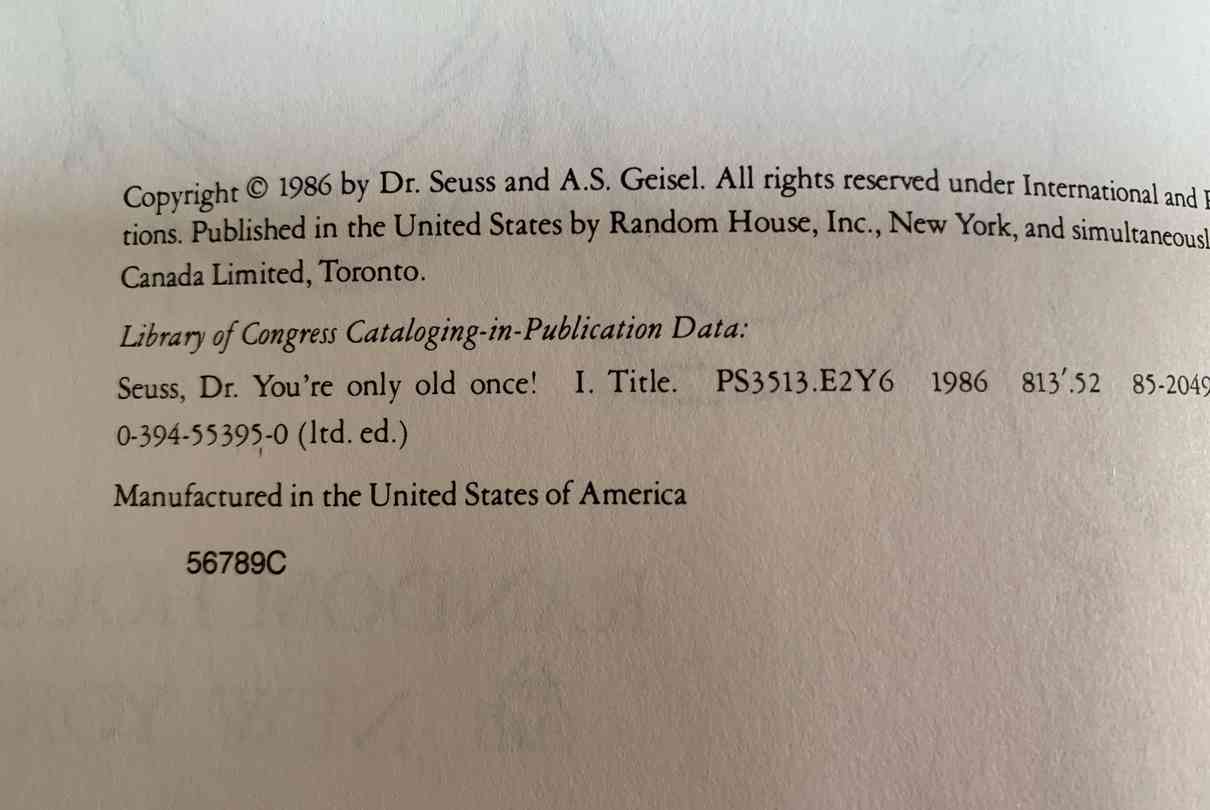 Copyright © 1986 by Dr. Seuss and A.S. Geisel. All rights reserved under International and
tions. Published in the United States by Random House, Inc., New York, and simultaneousl
Canada Limited, Toronto.
Library of Congress Cataloging-in-Publication Data:
Seuss, Dr. You're only old once! I. Title. PS3513.E2Y6 1986 813′.52 85-2049
0-394-55395-0 (ltd. ed.)
Manufactured in the United States of America
56789C